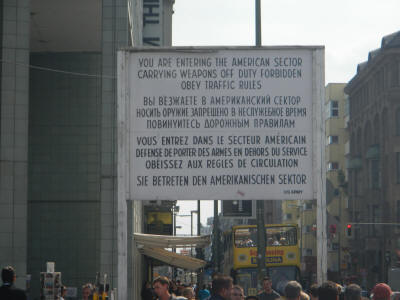 YOU ARE ENTERING THE AMERICAN SECTOR
CARRYING WEAPONS OFF DUTY FORBIDDEN
OBEY TRAFFIC RULES
ВЫ ВЪЕЗЖАЕТЕ В АМЕРИКАНСКИЙ СЕКТОР
НОСИТЬ ОРУЖИЕ ЗАПРЕЩЕНО В НЕСЛУЖЕБНОЕ ВРЕМЯ
ПОВИНУЙТЕСЬ ДОРОЖНЫМ ПРАВИЛАМ
VOUS ENTREZ DANS LE SECTEUR AMÉRICAIN
DEFENSE DE PORTER DES ARMES EN DEHORS DU SERVICE
OBEISSEZ AUX REGLES DE CIRCULATION
SIE BETRETEN DEN AMERIKANISCHEN SEKTOR
US ARMY